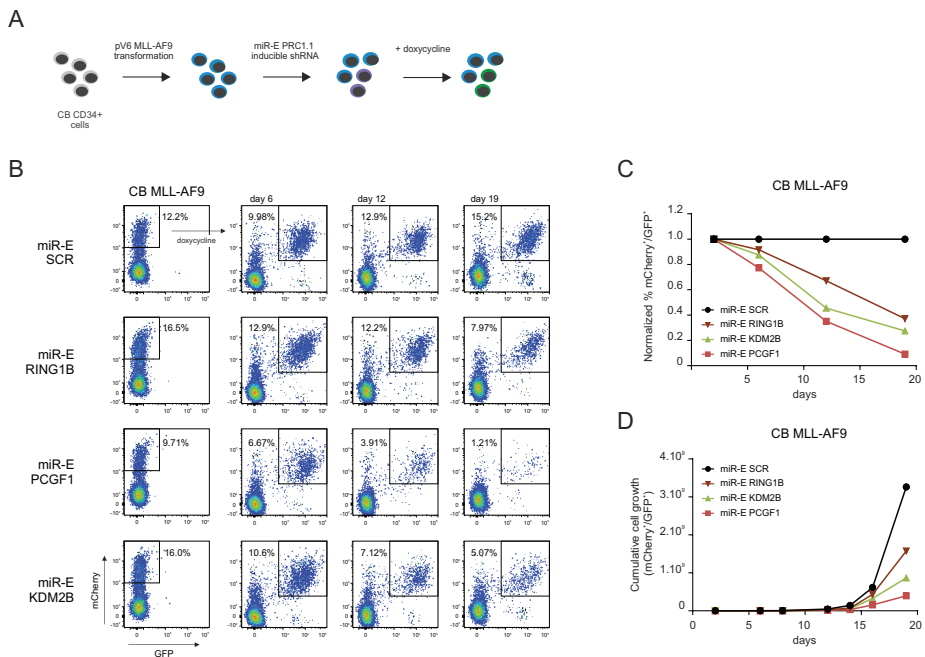 A
pV6 MLL-AF9
transformation
miR-E PRC1.1
inducible shRNA
+ doxycycline
CB CD34+
cells
B
CB MLL-AF9
day 6
day 12
day 19
miR-E
SCR
12.2%
doxycycline
9.98%
12.9%
15.2%
miR-E
RING1B
16.5%
12.9%
12.2%
7.97%
miR-E
PCGF1
9.71%
6.67%
3.91%
1.21%
miR-E
KDM2B
16.0%
10.6%
7.12%
5.07%
mCherry
GFP
C
CB MLL-AF9
Normalized % mCherry⁺/GFP⁺
1.2
1.0
0.8
0.6
0.4
0.2
0
miR-E SCR
miR-E RING1B
miR-E KDM2B
miR-E PCGF1
0
5
10
15
20
days
D
CB MLL-AF9
Cumulative cell growth
(mCherry⁺/GFP⁺)
4.10⁹
3.10⁹
2.10⁹
1.10⁹
0
miR-E SCR
miR-E RING1B
miR-E KDM2B
miR-E PCGF1
0
5
10
15
20
days